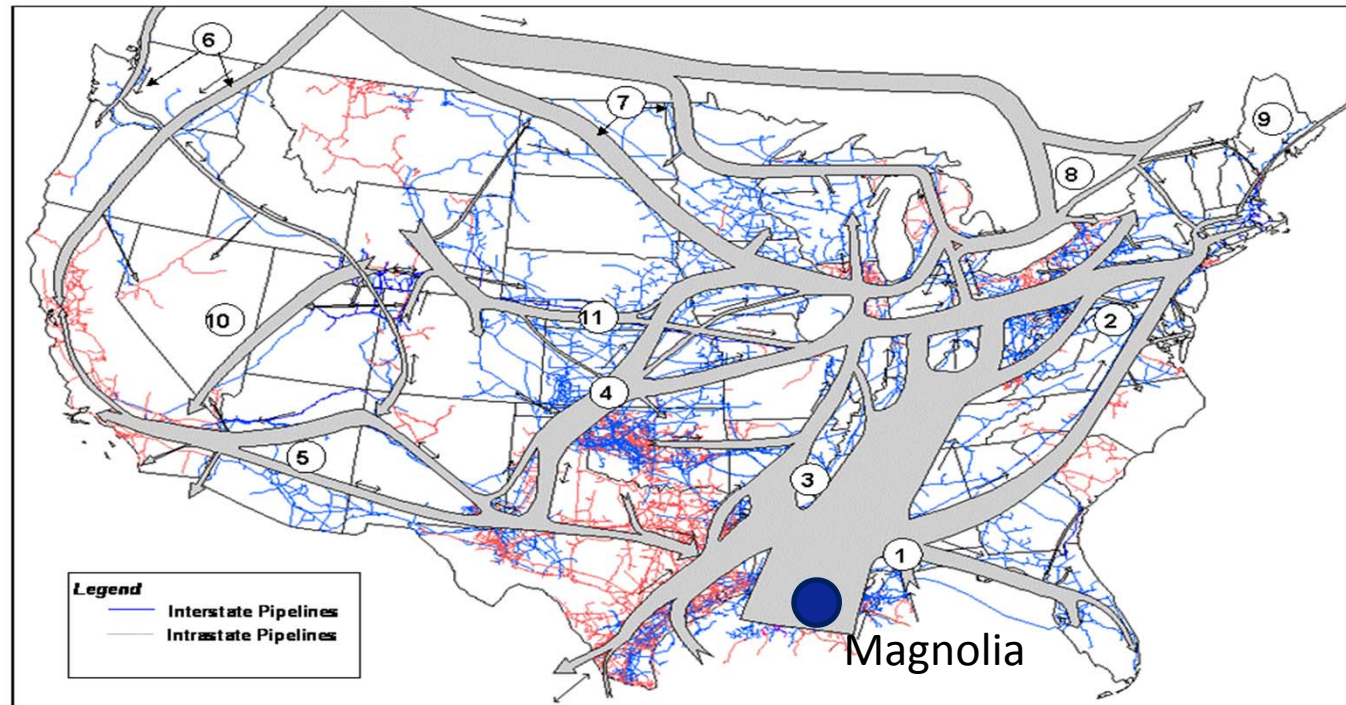 6
7
9
8
10
11
2
4
5
3
1
Legend
Interstate Pipelines
Intrastate Pipelines
Magnolia